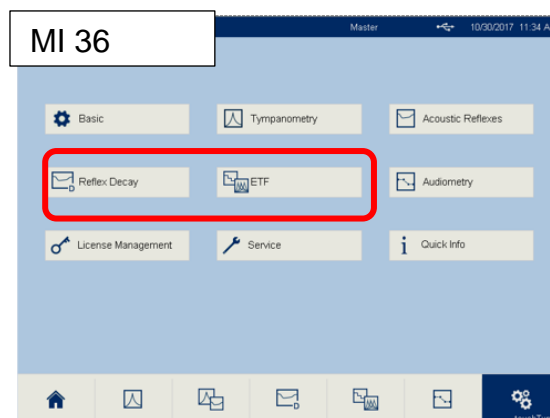 MI 36
Master 10/30/2017 11:34 A
Basic
Tympanometry
Acoustic Reflexes
Reflex Decay
ETF
Audiometry
License Management
Service
Quick Info